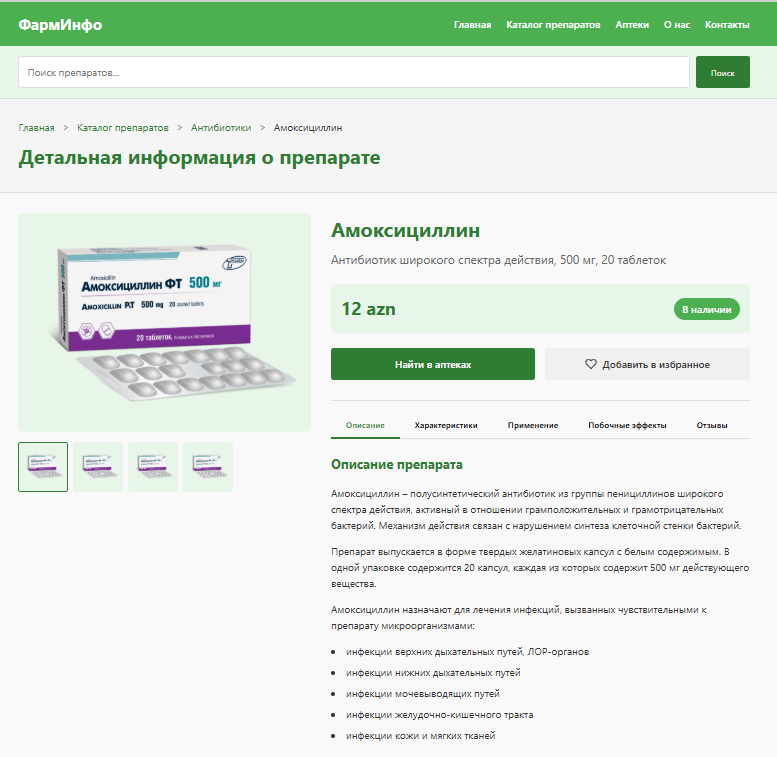 ФармИнфо
Главная Каталог препаратов Аптеки О нас Контакты
Поиск препаратов...
Поиск
Главная > Каталог препаратов > Антибиотики > Амоксициллин
Детальная информация о препарате
Amoxicillin
Амоксициллин ФТ 500 мг
Amoxicillin P.T 500 mg 20 coated tablets
20 таблеток,
Амоксициллин
Антибиотик широкого спектра действия, 500 мг, 20 таблеток
12 azn
В наличии
Найти в аптеках
Добавить в избранное
Описание Характеристики Применение Побочные эффекты Отзывы
Описание препарата
Амоксициллин – полусинтетический антибиотик из группы пенициллинов широкого
спектра действия, активный в отношении грамположительных и грамотрицательных
бактерий. Механизм действия связан с нарушением синтеза клеточной стенки бактерий.
Препарат выпускается в форме твердых желатиновых капсул с белым содержимым. В
одной упаковке содержится 20 капсул, каждая из которых содержит 500 мг действующего
вещества.
Амоксициллин назначают для лечения инфекций, вызванных чувствительными к
препарату микроорганизмами:
• инфекции верхних дыхательных путей, ЛОР-органов
• инфекции нижних дыхательных путей
• инфекции мочевыводящих путей
• инфекции желудочно-кишечного тракта
• инфекции кожи и мягких тканей